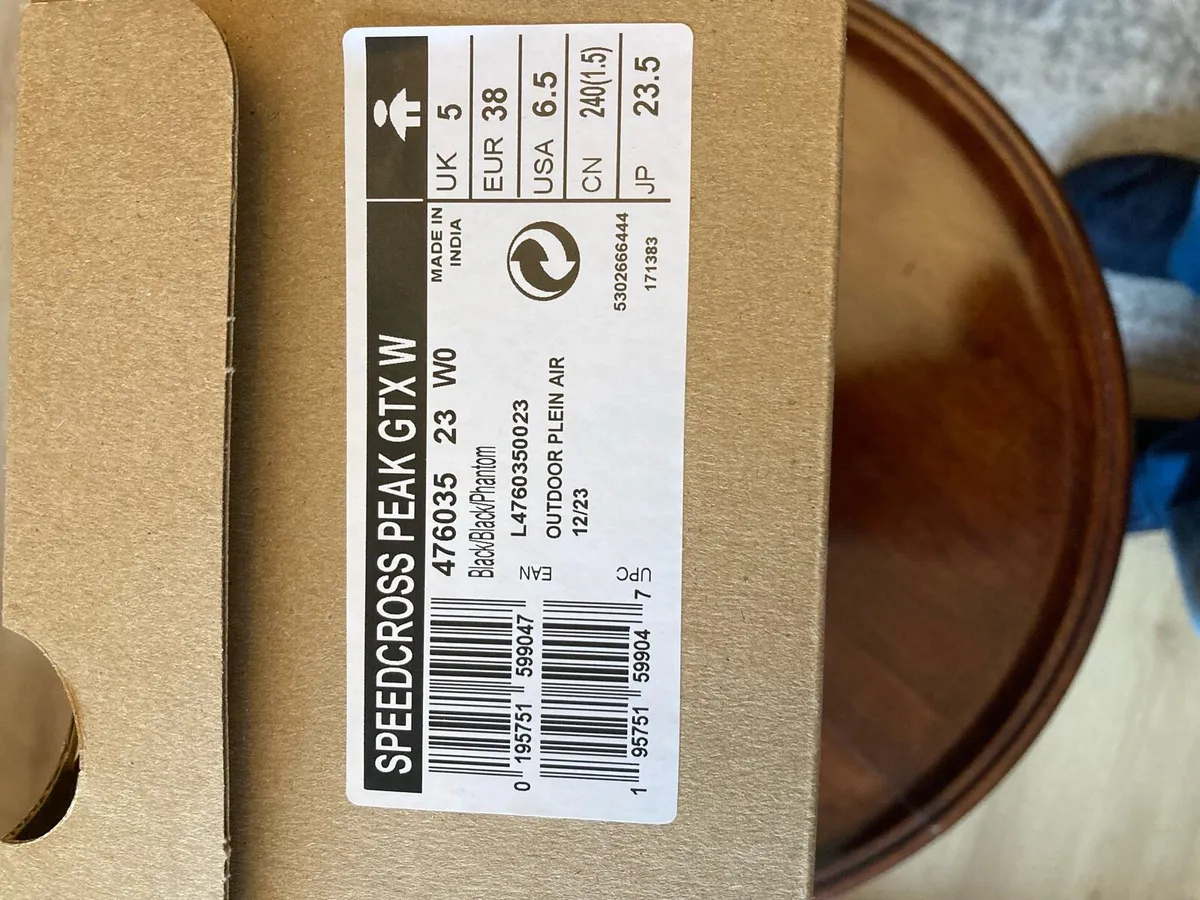 SPEEDCROSS PEAK GTX W
476035 23 W0
Black/Black/Phantom
L4760350023
OUTDOOR PLEIN AIR
12/23
MADE IN
INDIA
5302666444
171383
UK 5
EUR 38
USA 6.5
CN 240(1.5)
JP 23.5
EAN
0 195751 599047
UPC
1 95751 59904 7